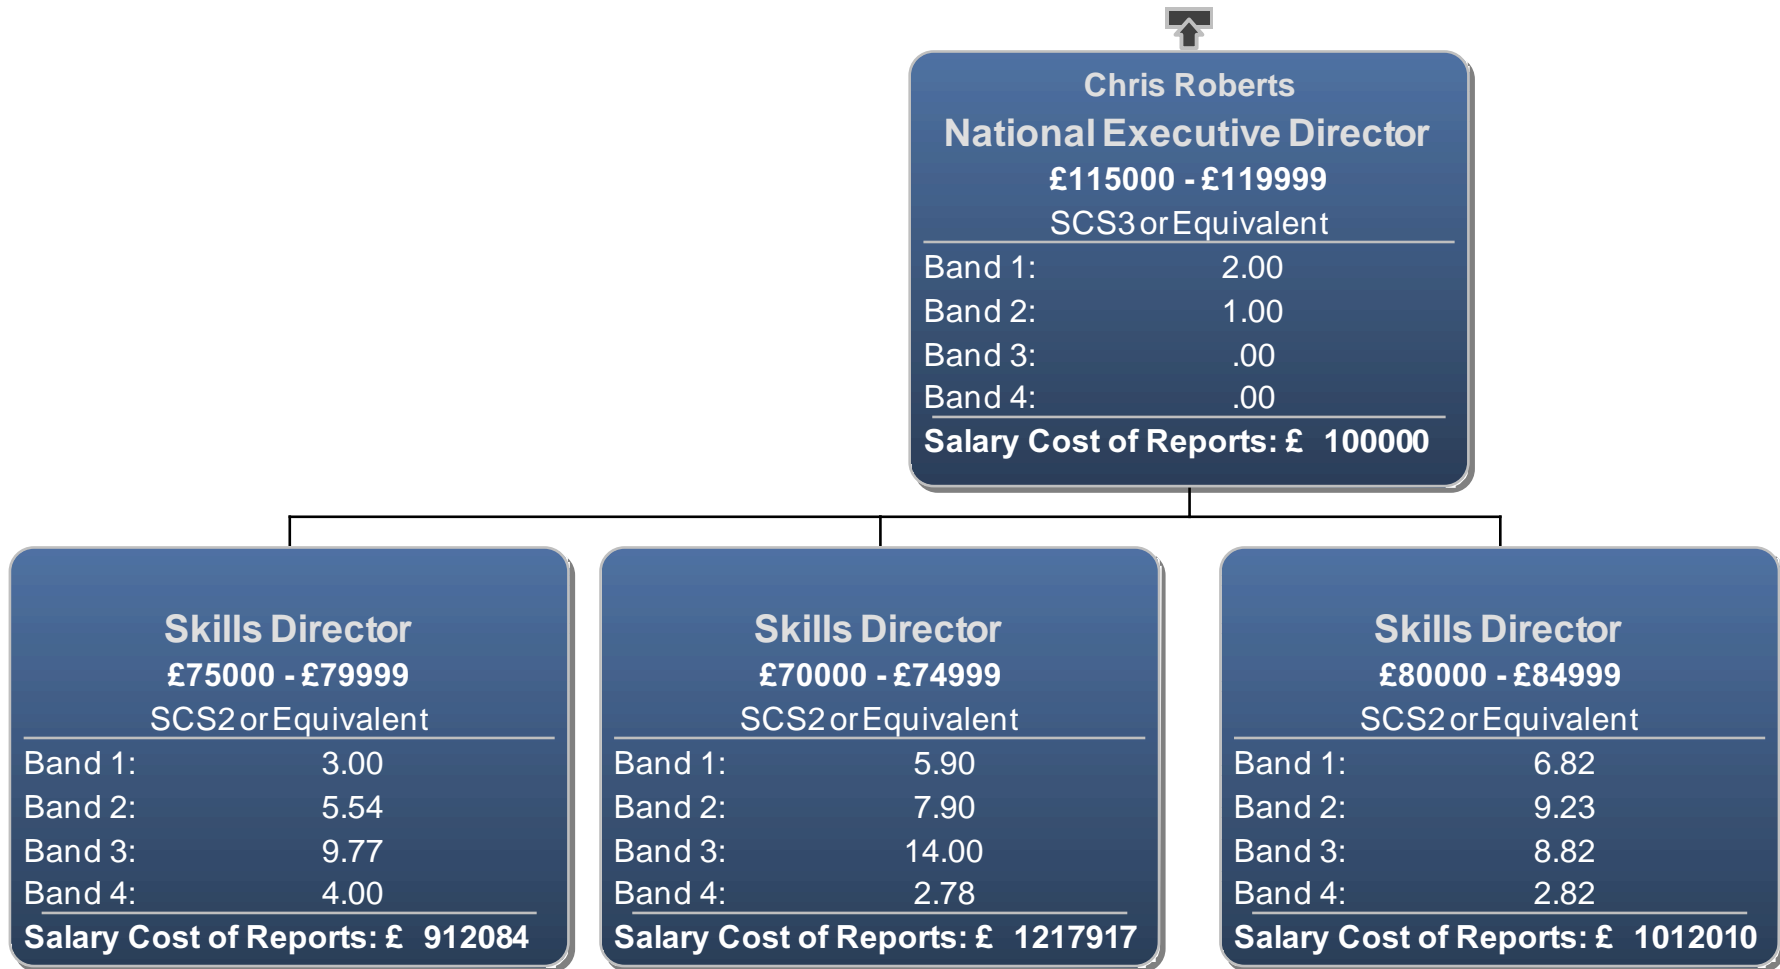 Chris Roberts
National Executive Director
£115000 - £119999
SCS3 or Equivalent
Band 1: 2.00
Band 2: 1.00
Band 3: .00
Band 4: .00
Salary Cost of Reports: £ 100000
Skills Director
£75000 - £79999
SCS2 or Equivalent
Band 1: 3.00
Band 2: 5.54
Band 3: 9.77
Band 4: 4.00
Salary Cost of Reports: £ 912084
Skills Director
£70000 - £74999
SCS2 or Equivalent
Band 1: 5.90
Band 2: 7.90
Band 3: 14.00
Band 4: 2.78
Salary Cost of Reports: £ 1217917
Skills Director
£80000 - £84999
SCS2 or Equivalent
Band 1: 6.82
Band 2: 9.23
Band 3: 8.82
Band 4: 2.82
Salary Cost of Reports: £ 1012010